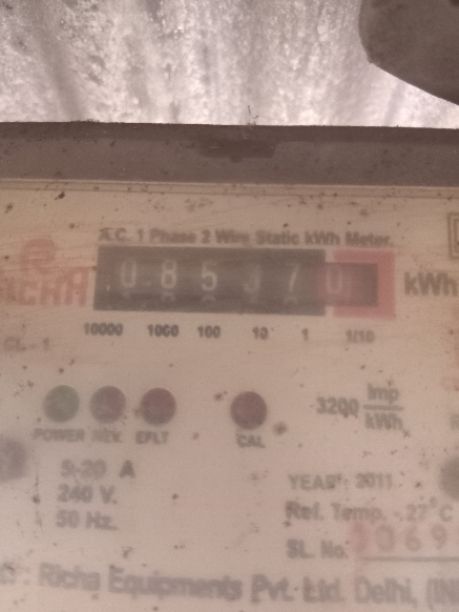 A.C. 1 Phase 2 Wire Static kWh Meter.
RICHA
0 8 5 7 0
kWh
10000 1000 100 10 1 1/10
CL - 1
3200 Imp/kWh
POWER REV. EFLT CAL
5-20 A
240 V.
50 Hz.
YEAR : 2011
Ref. Temp. - 27°C
SL. No.
069
Richa Equipments Pvt. Ltd. Delhi, (IN